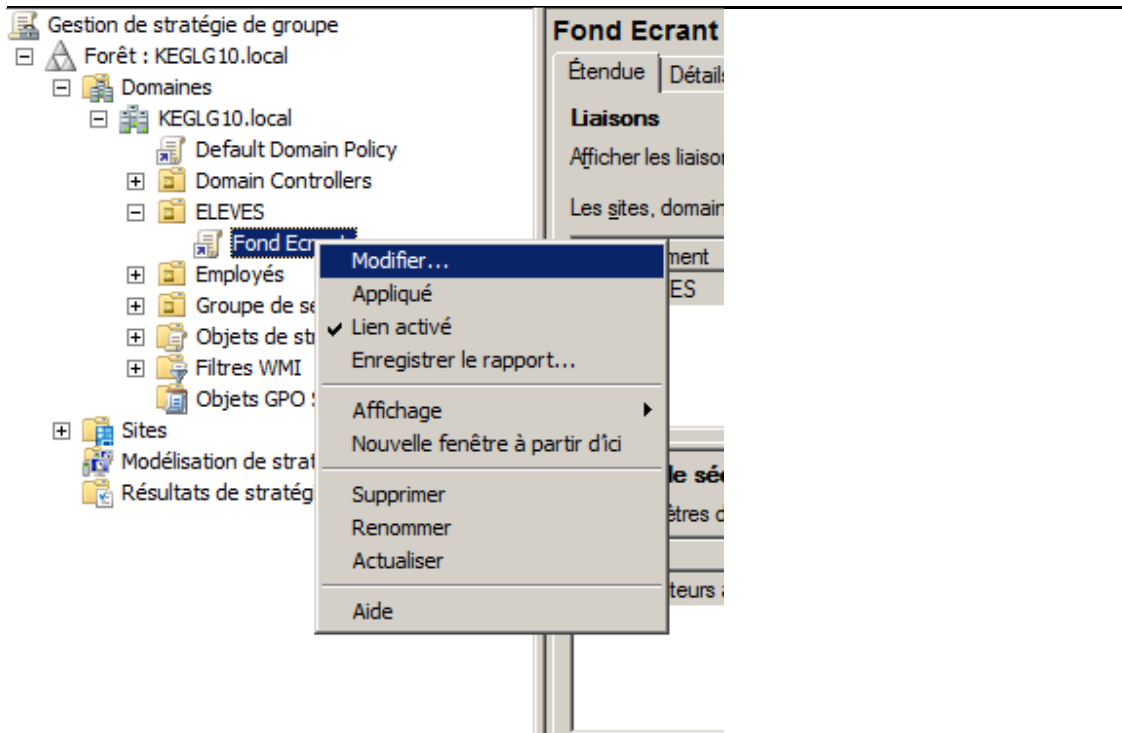 Gestion de stratégie de groupe
Forêt : KEGLG10.local
Domaines
KEGLG10.local
Default Domain Policy
Domain Controllers
ELEVES
Fond Ecr
Employés
Groupe de se
Objets de str
Filtres WMI
Objets GPO
Sites
Modélisation de strat
Résultats de stratég
Modifier...
Appliqué
Lien activé
Enregistrer le rapport...
Affichage
Nouvelle fenêtre à partir d'ici
Supprimer
Renommer
Actualiser
Aide
Fond Ecrant
Étendue Détails
Liaisons
Afficher les liaison
Les sites, domain
ment
ES
le séc
ètres d
teurs a